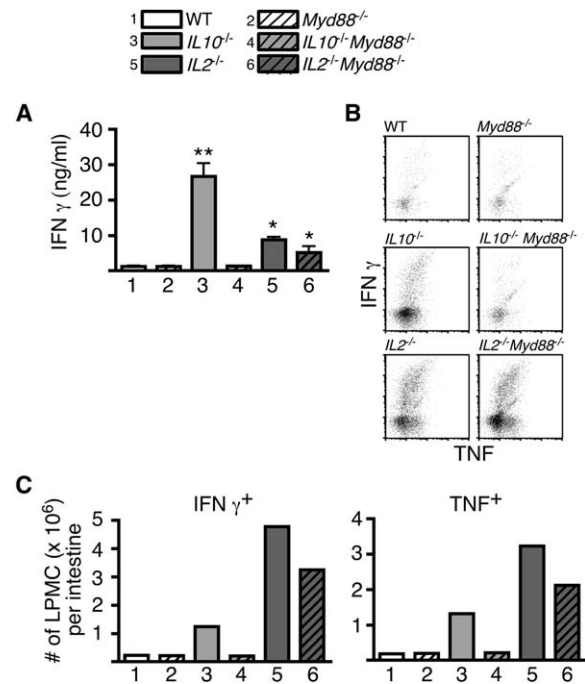 1 WT 2 Myd88-/-
3 IL10-/- 4 IL10-/-Myd88-/-
5 IL2-/- 6 IL2-/-Myd88-/-
A
IFN γ (ng/ml)
40
30
20
10
**
*
*
1 2 3 4 5 6
B
WT Myd88-/-
IL10-/- IL10-/- Myd88-/-
IL2-/- IL2-/-Myd88-/-
IFN γ
TNF
C
# of LPMC (x 10⁶)
per intestine
IFN γ+
5
4
3
2
1
1 2 3 4 5 6
TNF+
4
3
2
1
1 2 3 4 5 6